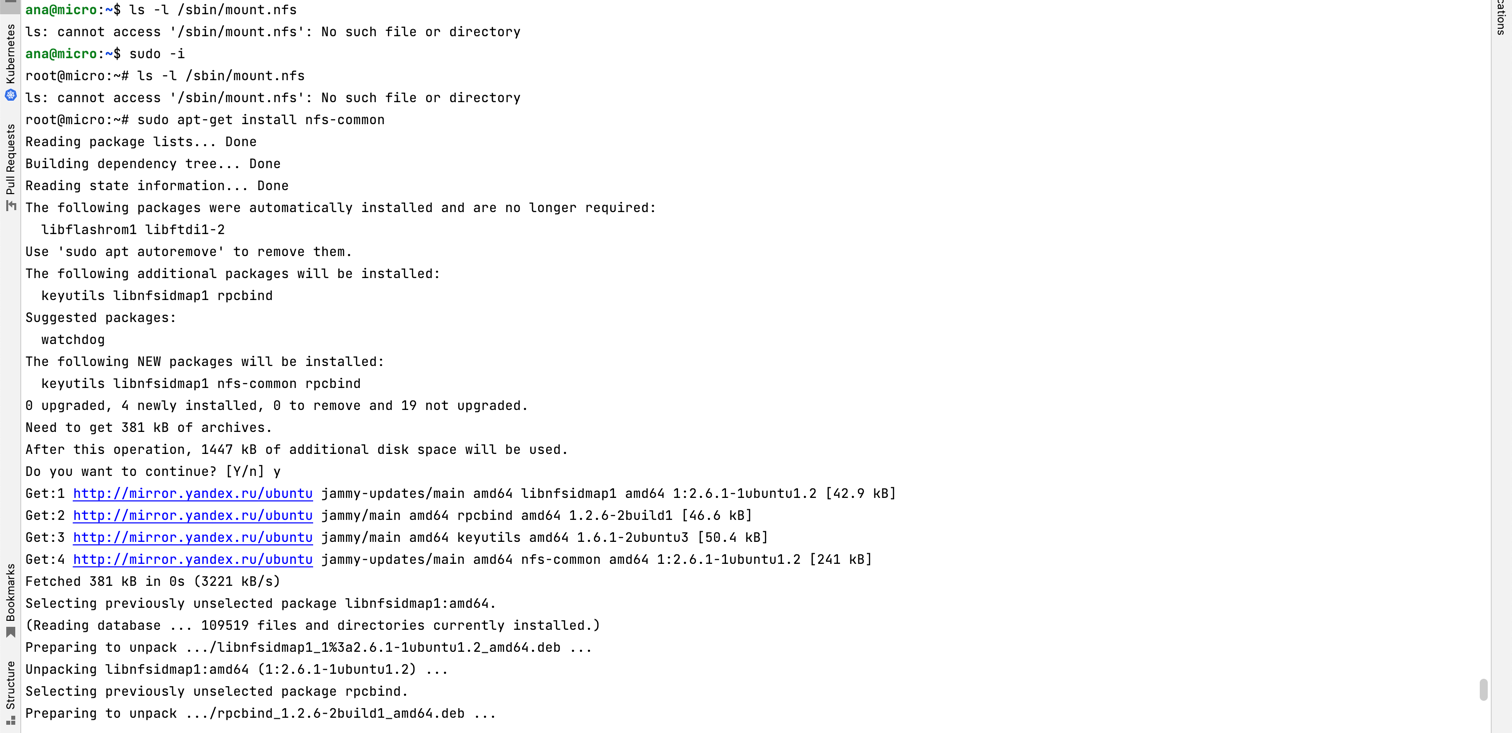 ana@micro:~$ ls -l /sbin/mount.nfs
ls: cannot access '/sbin/mount.nfs': No such file or directory
ana@micro:~$ sudo -i
root@micro:~# ls -l /sbin/mount.nfs
ls: cannot access '/sbin/mount.nfs': No such file or directory
root@micro:~# sudo apt-get install nfs-common
Reading package lists... Done
Building dependency tree... Done
Reading state information... Done
The following packages were automatically installed and are no longer required:
  libflashrom1 libftdi1-2
Use 'sudo apt autoremove' to remove them.
The following additional packages will be installed:
  keyutils libnfsidmap1 rpcbind
Suggested packages:
  watchdog
The following NEW packages will be installed:
  keyutils libnfsidmap1 nfs-common rpcbind
0 upgraded, 4 newly installed, 0 to remove and 19 not upgraded.
Need to get 381 kB of archives.
After this operation, 1447 kB of additional disk space will be used.
Do you want to continue? [Y/n] y
Get:1 http://mirror.yandex.ru/ubuntu jammy-updates/main amd64 libnfsidmap1 amd64 1:2.6.1-1ubuntu1.2 [42.9 kB]
Get:2 http://mirror.yandex.ru/ubuntu jammy/main amd64 rpcbind amd64 1.2.6-2build1 [46.6 kB]
Get:3 http://mirror.yandex.ru/ubuntu jammy/main amd64 keyutils amd64 1.6.1-2ubuntu3 [50.4 kB]
Get:4 http://mirror.yandex.ru/ubuntu jammy-updates/main amd64 nfs-common amd64 1:2.6.1-1ubuntu1.2 [241 kB]
Fetched 381 kB in 0s (3221 kB/s)
Selecting previously unselected package libnfsidmap1:amd64.
(Reading database ... 109519 files and directories currently installed.)
Preparing to unpack .../libnfsidmap1_1%3a2.6.1-1ubuntu1.2_amd64.deb ...
Unpacking libnfsidmap1:amd64 (1:2.6.1-1ubuntu1.2) ...
Selecting previously unselected package rpcbind.
Preparing to unpack .../rpcbind_1.2.6-2build1_amd64.deb ...
Kubernetes
Pull Requests
Bookmarks
Structure